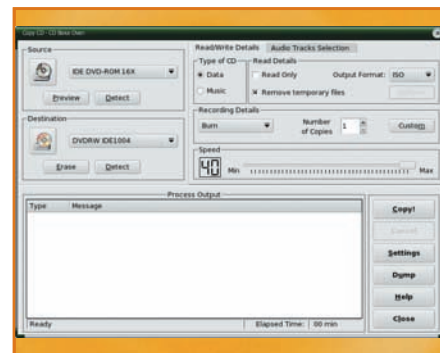 Copy CD - CD Bake Oven
Source
IDE DVD-ROM 16X
Preview Detect
Destination
DVDRW IDE1004
Erase Detect
Read/Write Details Audio Tracks Selection
Type of CD
Data
Music
Read Details
Read Only Output Format: ISO
Remove temporary files
Recording Details
Burn Number of Copies 1 Custom
Speed
40 Min Max
Process Output
Type Message
Ready Elapsed Time: 00 min
Copy!
Cancel
Settings
Dump
Help
Close